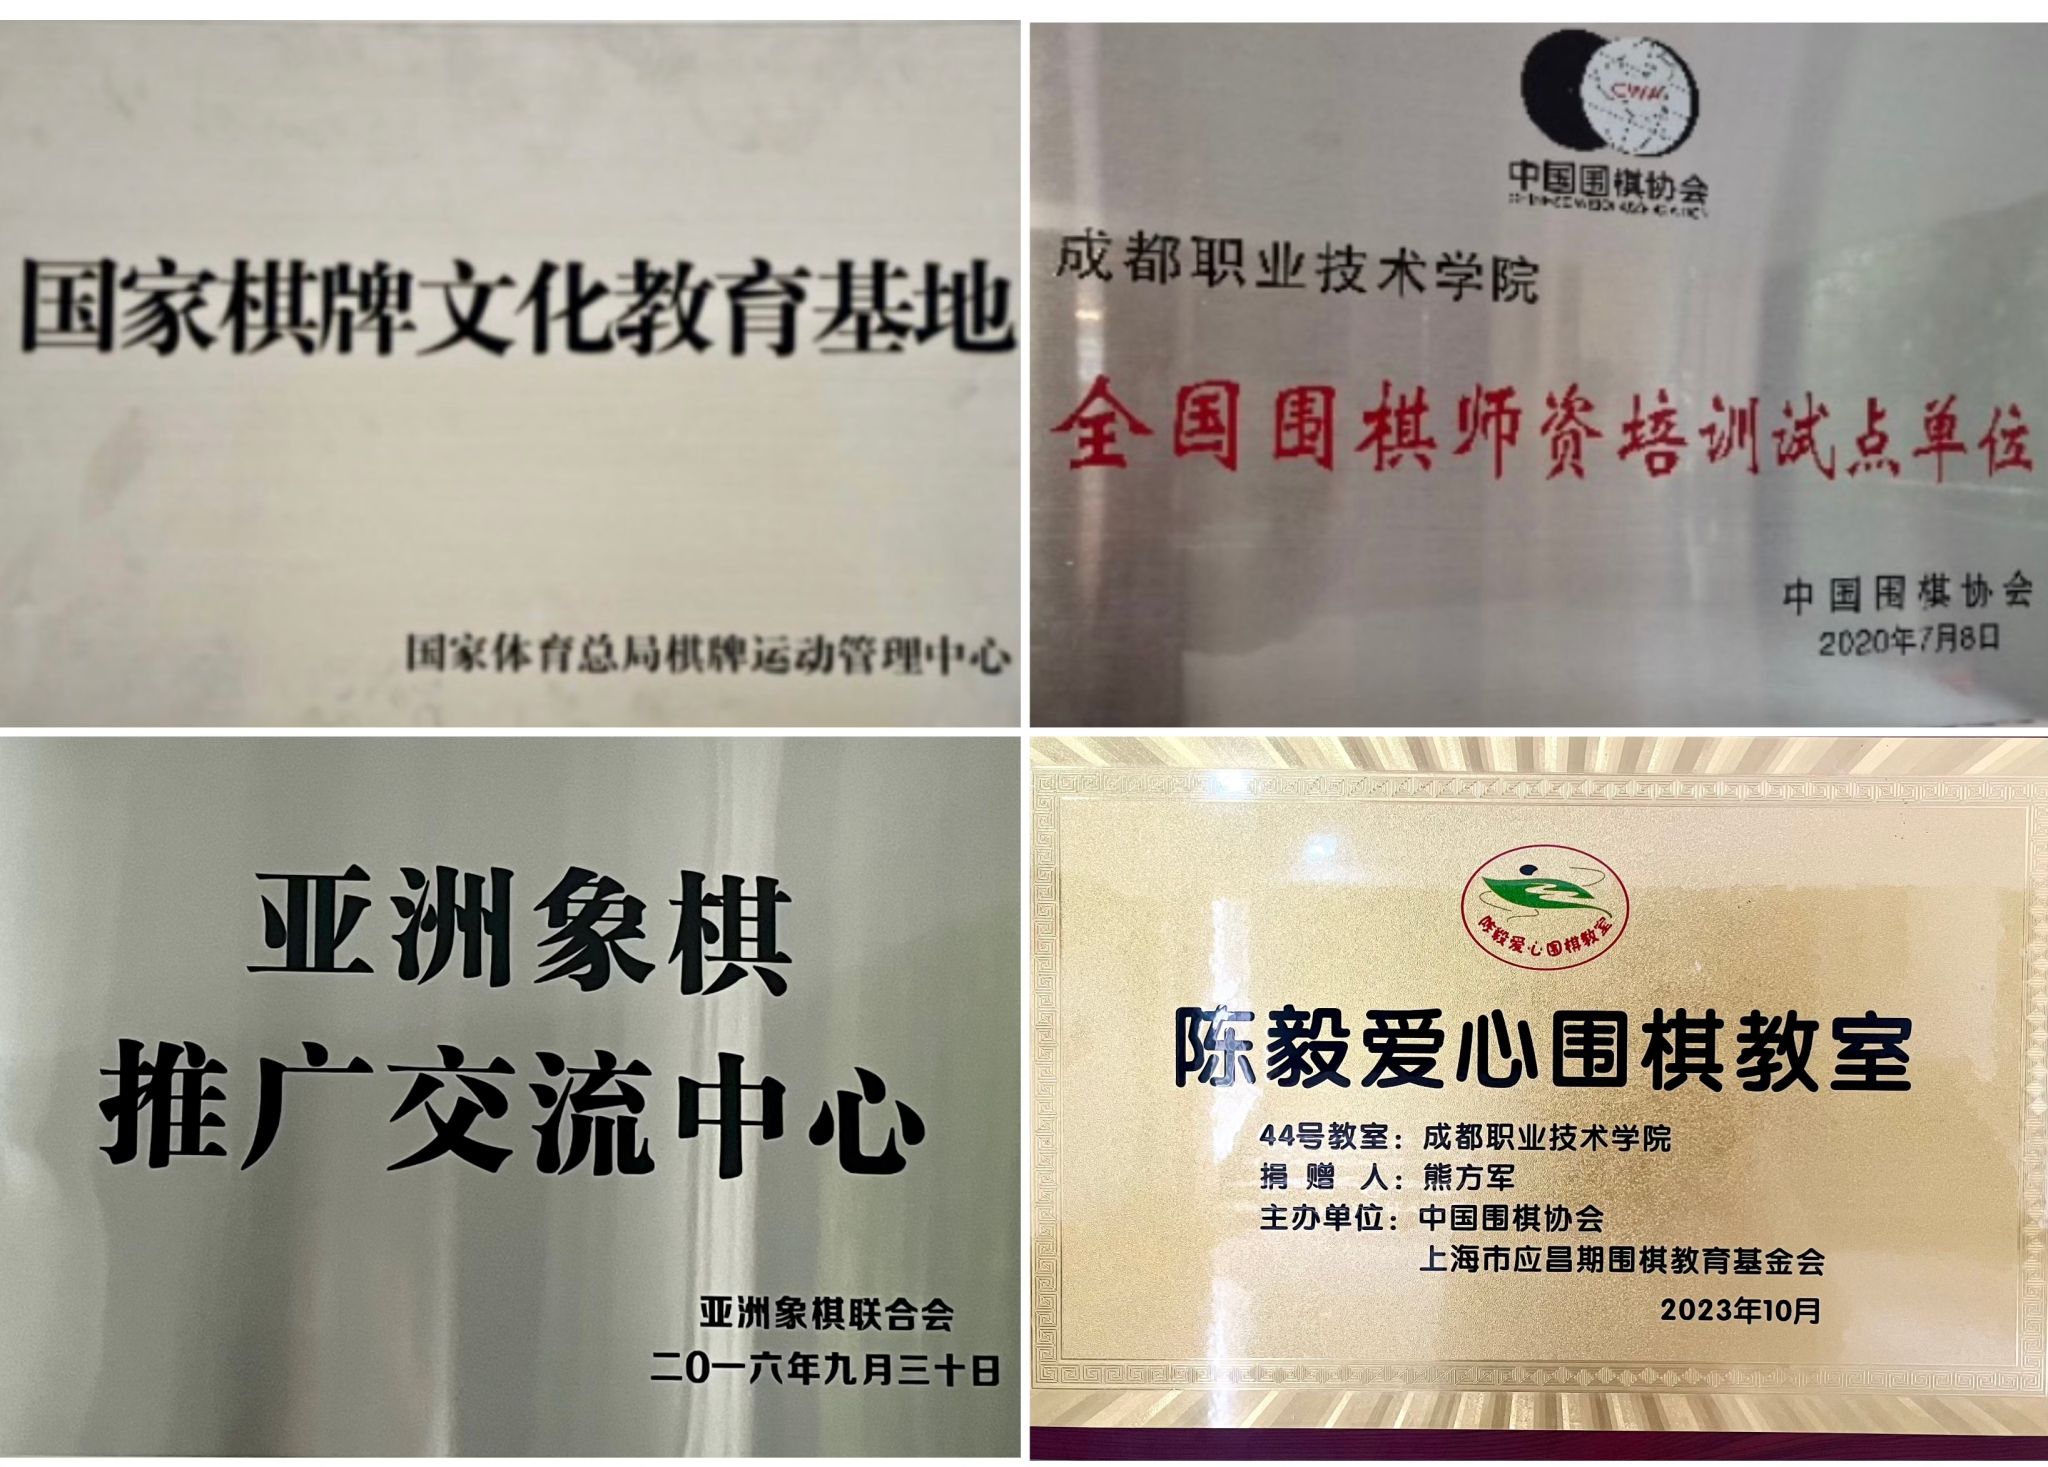 国家棋牌文化教育基地
国家体育总局棋牌运动管理中心
中国围棋协会
成都职业技术学院
全国围棋师资培训试点单位
中国围棋协会
2020年7月8日
亚洲象棋
推广交流中心
亚洲象棋联合会
二0一六年九月三十日
陈毅爱心围棋教室
陈毅爱心围棋教室
44号教室：成都职业技术学院
捐 赠 人：熊方军
主办单位：中国围棋协会
上海市应昌期围棋教育基金会
2023年10月